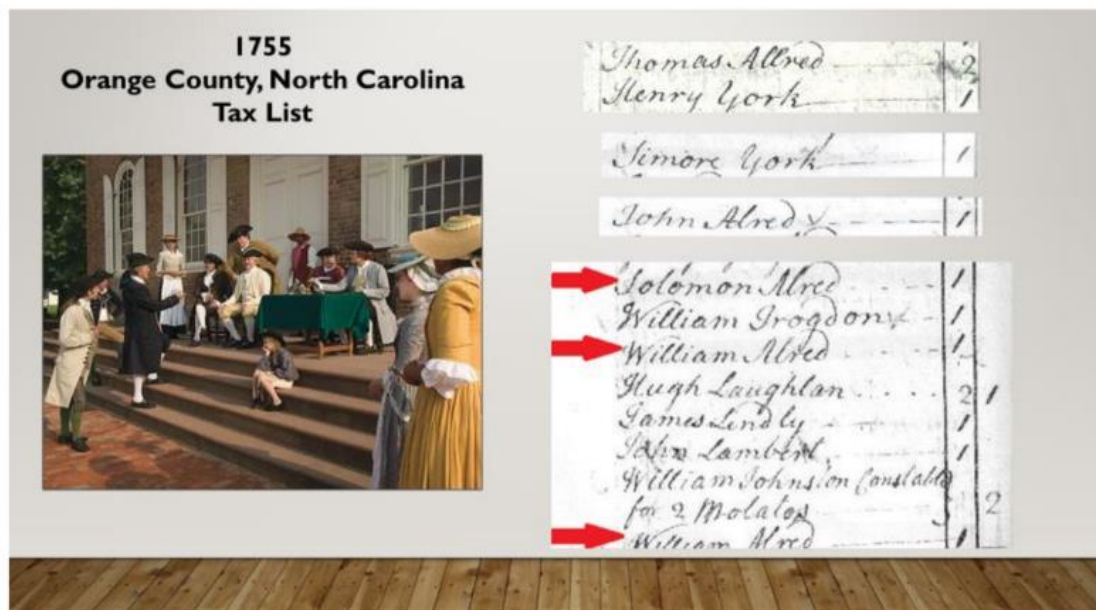 1755
Orange County, North Carolina
Tax List
Thomas Allred 2
Henry York 1
Simore York 1
John Alred 1
Solomon Alred 1
William Grogdon 1
William Alred 1
Hugh Laughlan 2 1
James Lindly 1
John Lambert 1
William Johnston Constable
for 2 Molatos 2
William Alred 1